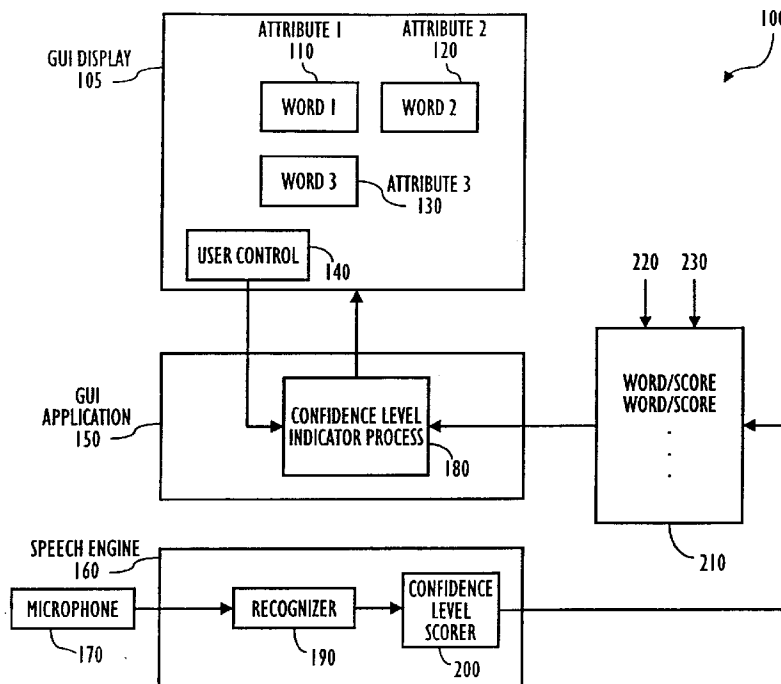 ATTRIBUTE 1
110
ATTRIBUTE 2
120
100
GUI DISPLAY
105
WORD 1
WORD 2
WORD 3
ATTRIBUTE 3
130
USER CONTROL
140
220
230
GUI
APPLICATION
150
CONFIDENCE LEVEL
INDICATOR PROCESS
180
WORD/SCORE
WORD/SCORE
.
.
.
210
SPEECH ENGINE
160
MICROPHONE
170
RECOGNIZER
190
CONFIDENCE
LEVEL
SCORER
200